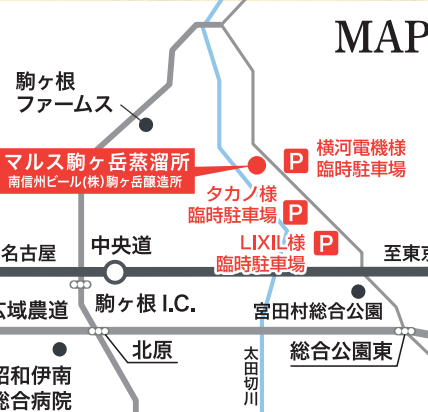 MAP
駒ヶ根
ファームス
マルス駒ヶ岳蒸溜所
南信州ビール(株)駒ヶ岳醸造所
P
横河電機様
臨時駐車場
タカノ様
臨時駐車場
P
LIXIL様
臨時駐車場
P
名古屋
中央道
至東京
広域農道
駒ヶ根 I.C.
宮田村総合公園
北原
太田切川
総合公園東
昭和伊南
総合病院